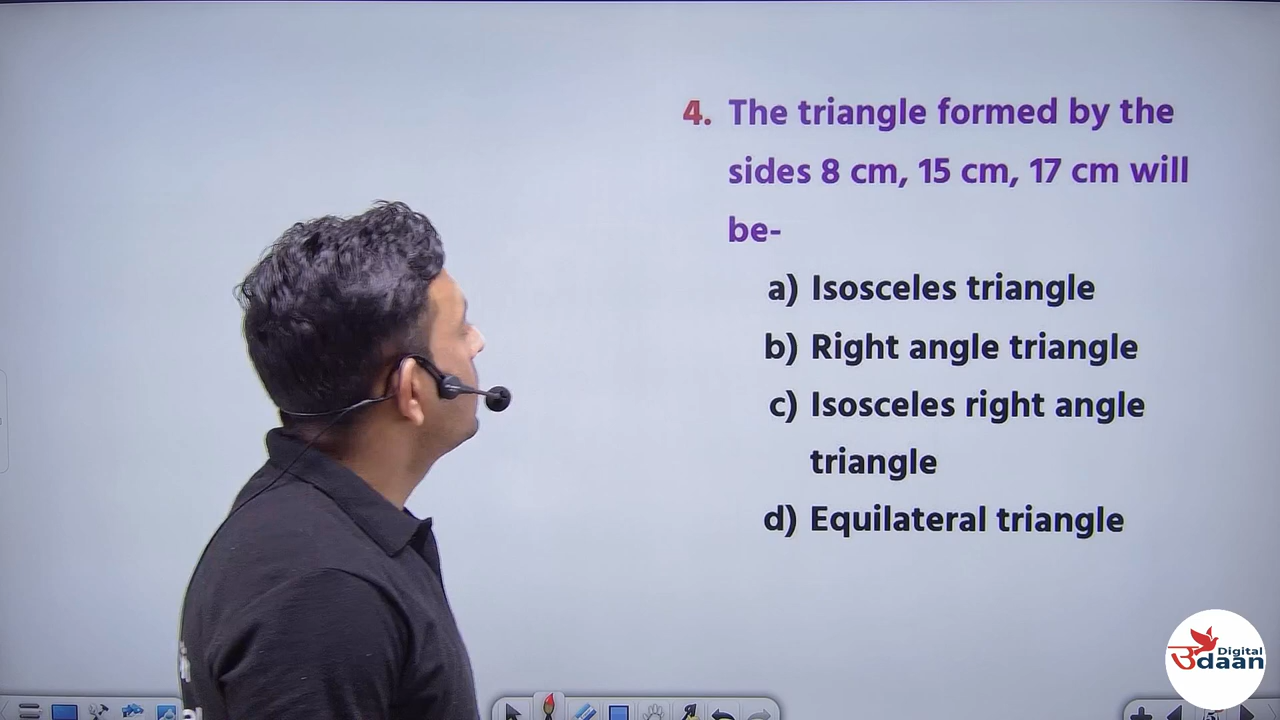 4. The triangle formed by the
sides 8 cm, 15 cm, 17 cm will
be-
a) Isosceles triangle
b) Right angle triangle
c) Isosceles right angle
triangle
d) Equilateral triangle
Digital
उdaan